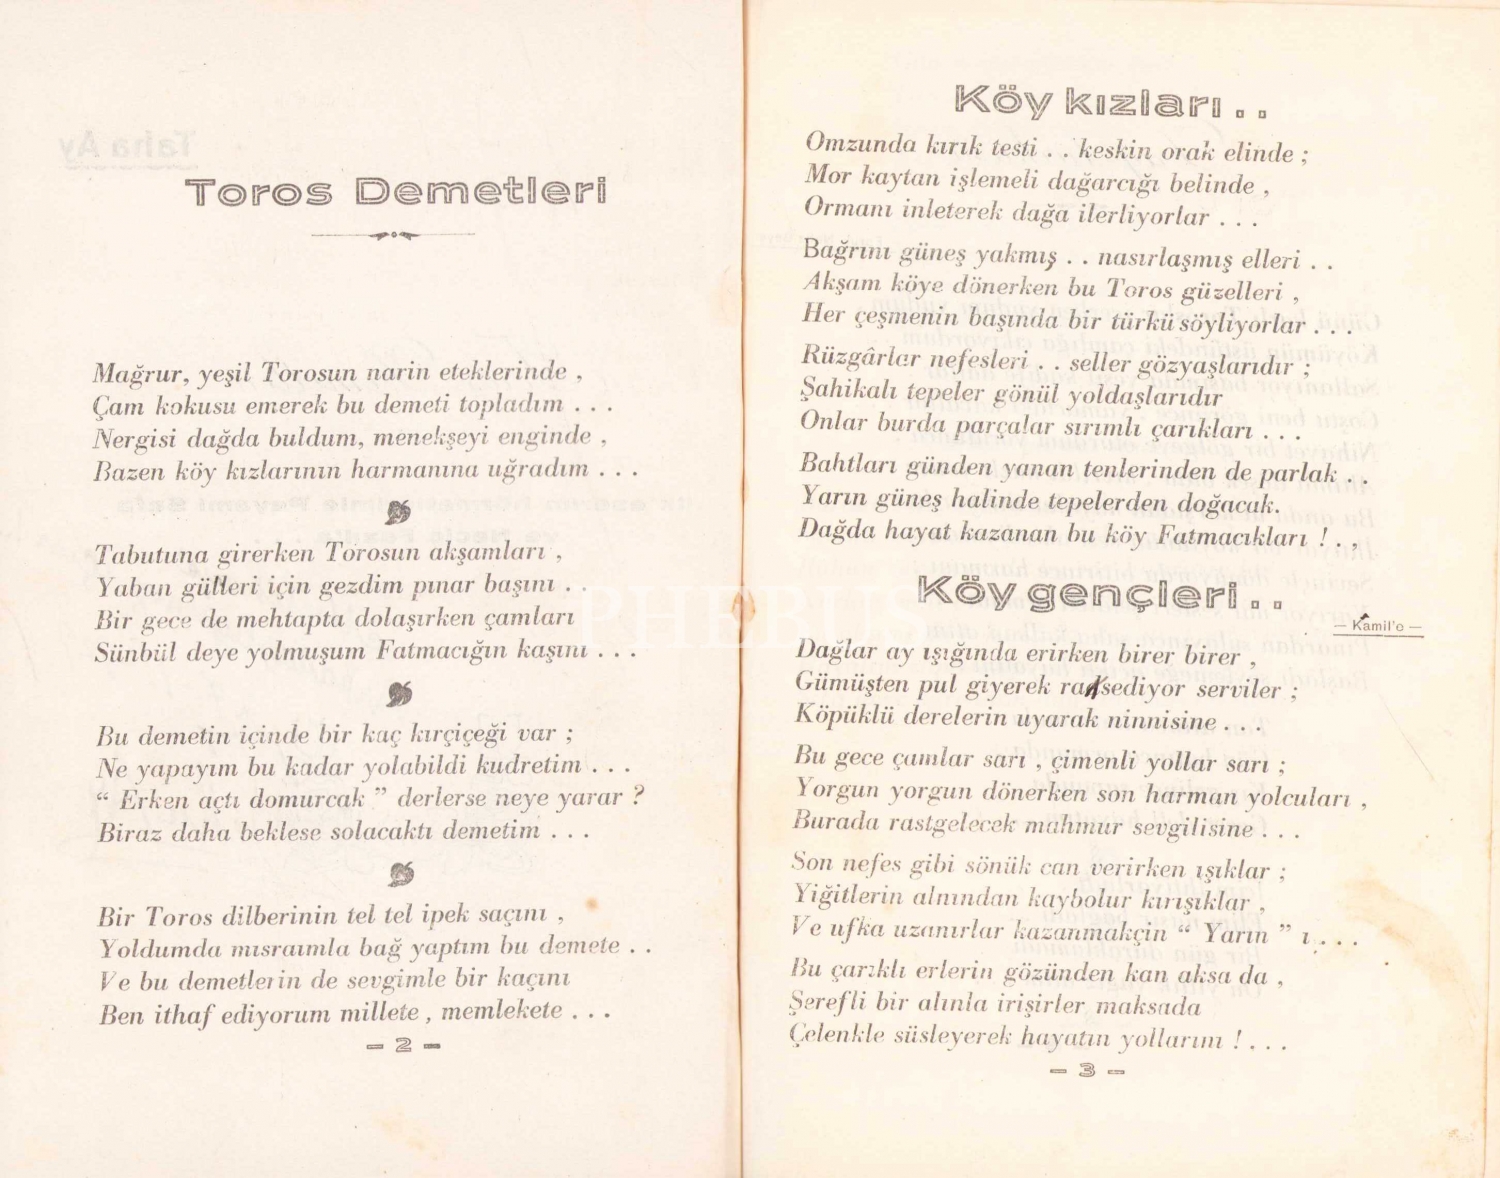 Toros Demetleri
Mağrur, yeşil Torosun narin eteklerinde ,
Çam kokusu emerek bu demeti topladım . . .
Nergisi dağda buldum, menekşeyi enginde ,
Bazen köy kızlarının harmanına uğradım . . .
Tabutuna girerken Torosun akşamları ,
Yaban gülleri için gezdim pınar başını . .
Bir gece de mehtapta dolaşırken çamları
Sünbül deye yolmuşum Fatmacığın kaşını . . .
Bu demetin içinde bir kaç kırçiçeği var ;
Ne yapayım bu kadar yolabildi kudretim . . .
“ Erken açtı domurcak ” derlerse neye yarar ?
Biraz daha beklese solacaktı demetim . . .
Bir Toros dilberinin tel tel ipek saçını ,
Yoldumda mısraımla bağ yaptım bu demete . .
Ve bu demetlerin de sevgimle bir kaçını
Ben ithaf ediyorum millete , memlekete . . .
– 2 –
Köy kızları . .
Omzunda kırık testi . . keskin orak elinde ;
Mor kaytan işlemeli dağarcığı belinde ,
Ormanı inleterek dağa ilerliyorlar . . .
Bağrını güneş yakmış . . nasırlaşmış elleri . .
Akşam köye dönerken bu Toros güzelleri ,
Her çeşmenin başında bir türkü söyliyorlar . . .
Rüzgârlar nefesleri . . seller gözyaşlarıdır ;
Şahikalı tepeler gönül yoldaşlarıdır
Onlar burda parçalar sırımlı çarıkları . . .
Bahtları günden yanan tenlerinden de parlak . .
Yarın güneş halinde tepelerden doğacak.
Dağda hayat kazanan bu köy Fatmacıkları ! . ,
Köy gençleri . .
— Kâmil'e —
Dağlar ay ışığında erirken birer birer ,
Gümüşten pul giyerek raksediyor serviler ;
Köpüklü derelerin uyarak ninnisine . . .
Bu gece çamlar sarı , çimenli yollar sarı ;
Yorgun yorgun dönerken son harman yolcuları ,
Burada rastgelecek mahmur sevgilisine . . .
Son nefes gibi sönük can verirken ışıklar ;
Yiğitlerin alnından kaybolur kırışıklar ,
Ve ufka uzanırlar kazanmakçin “ Yarın ” ı . . .
Bu çarıklı erlerin gözünden kan aksa da ,
Şerefli bir alınla irişirler maksada
Çelenkle süsleyerek hayatın yollarını ! . . .
– 3 –
PHEBUS
Taha Ay